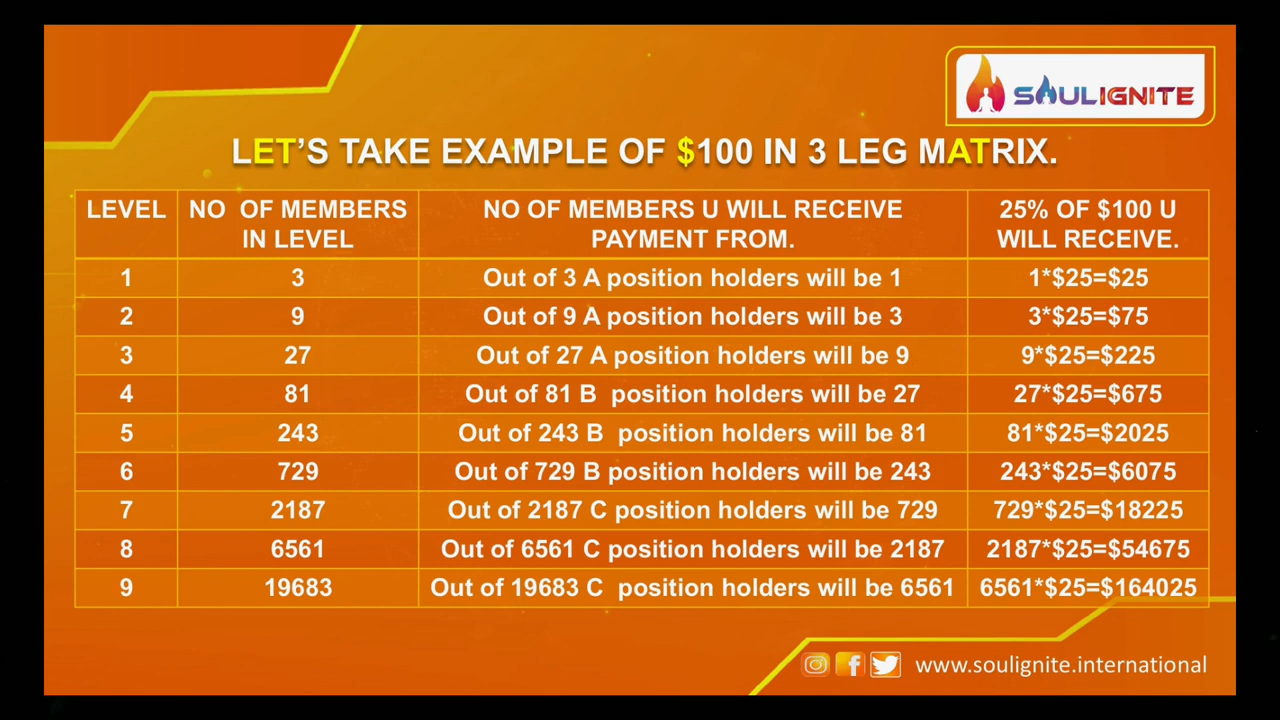 SOULIGNITE
LET'S TAKE EXAMPLE OF $100 IN 3 LEG MATRIX.
LEVEL NO OF MEMBERS IN LEVEL NO OF MEMBERS U WILL RECEIVE PAYMENT FROM. 25% OF $100 U WILL RECEIVE.
1 3 Out of 3 A position holders will be 1 1*$25=$25
2 9 Out of 9 A position holders will be 3 3*$25=$75
3 27 Out of 27 A position holders will be 9 9*$25=$225
4 81 Out of 81 B position holders will be 27 27*$25=$675
5 243 Out of 243 B position holders will be 81 81*$25=$2025
6 729 Out of 729 B position holders will be 243 243*$25=$6075
7 2187 Out of 2187 C position holders will be 729 729*$25=$18225
8 6561 Out of 6561 C position holders will be 2187 2187*$25=$54675
9 19683 Out of 19683 C position holders will be 6561 6561*$25=$164025
www.soulignite.international